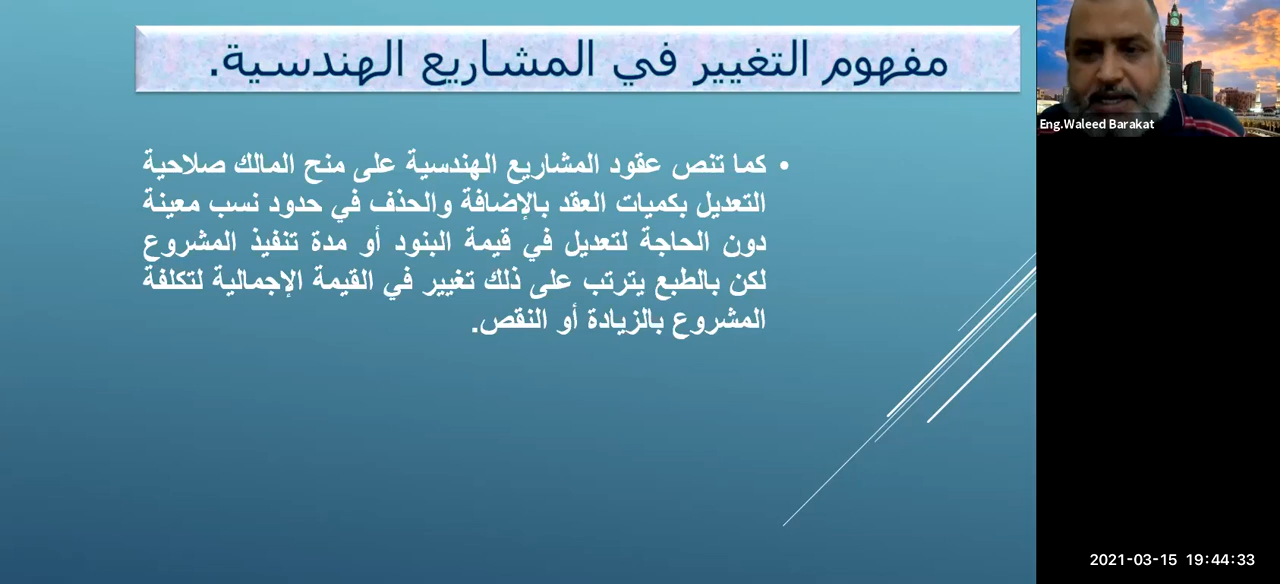 مفهوم التغيير في المشاريع الهندسية.
• كما تنص عقود المشاريع الهندسية على منح المالك صلاحية
التعديل بكميات العقد بالإضافة والحذف في حدود نسب معينة
دون الحاجة لتعديل في قيمة البنود أو مدة تنفيذ المشروع
لكن بالطبع يترتب على ذلك تغيير في القيمة الإجمالية لتكلفة
المشروع بالزيادة أو النقص.
Eng.Waleed Barakat
2021-03-15 19:44:33